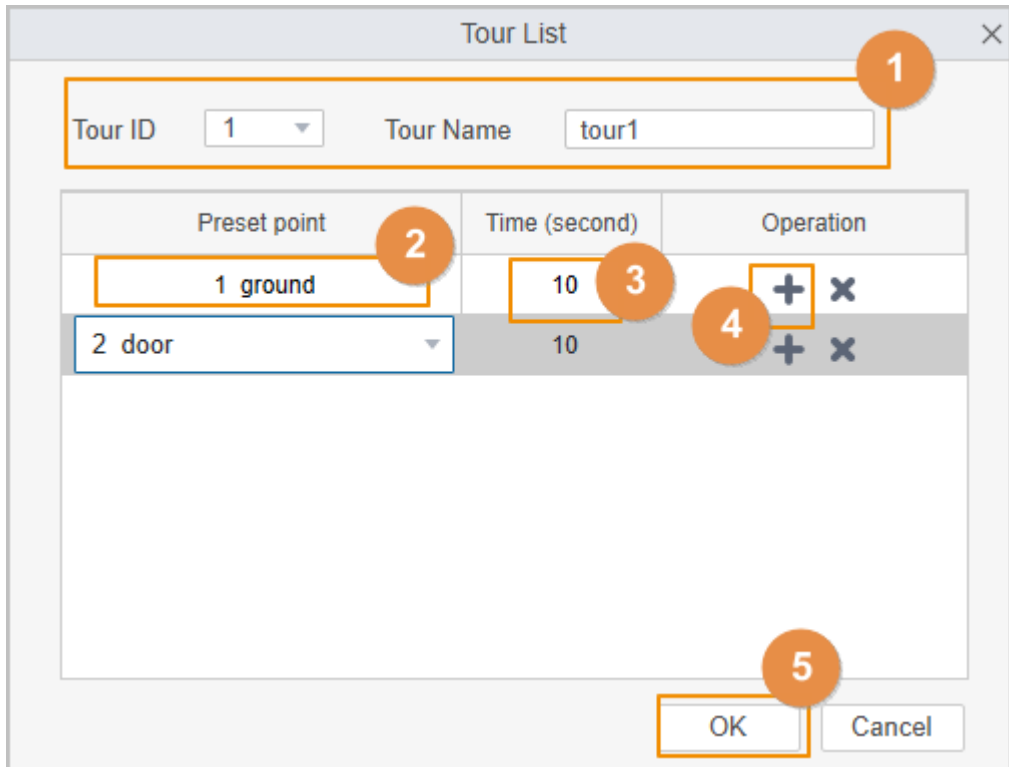 Tour List
1
Tour ID 1 Tour Name tour1
Preset point Time (second) Operation
2
1 ground 10
3
4
2 door 10
5
OK Cancel